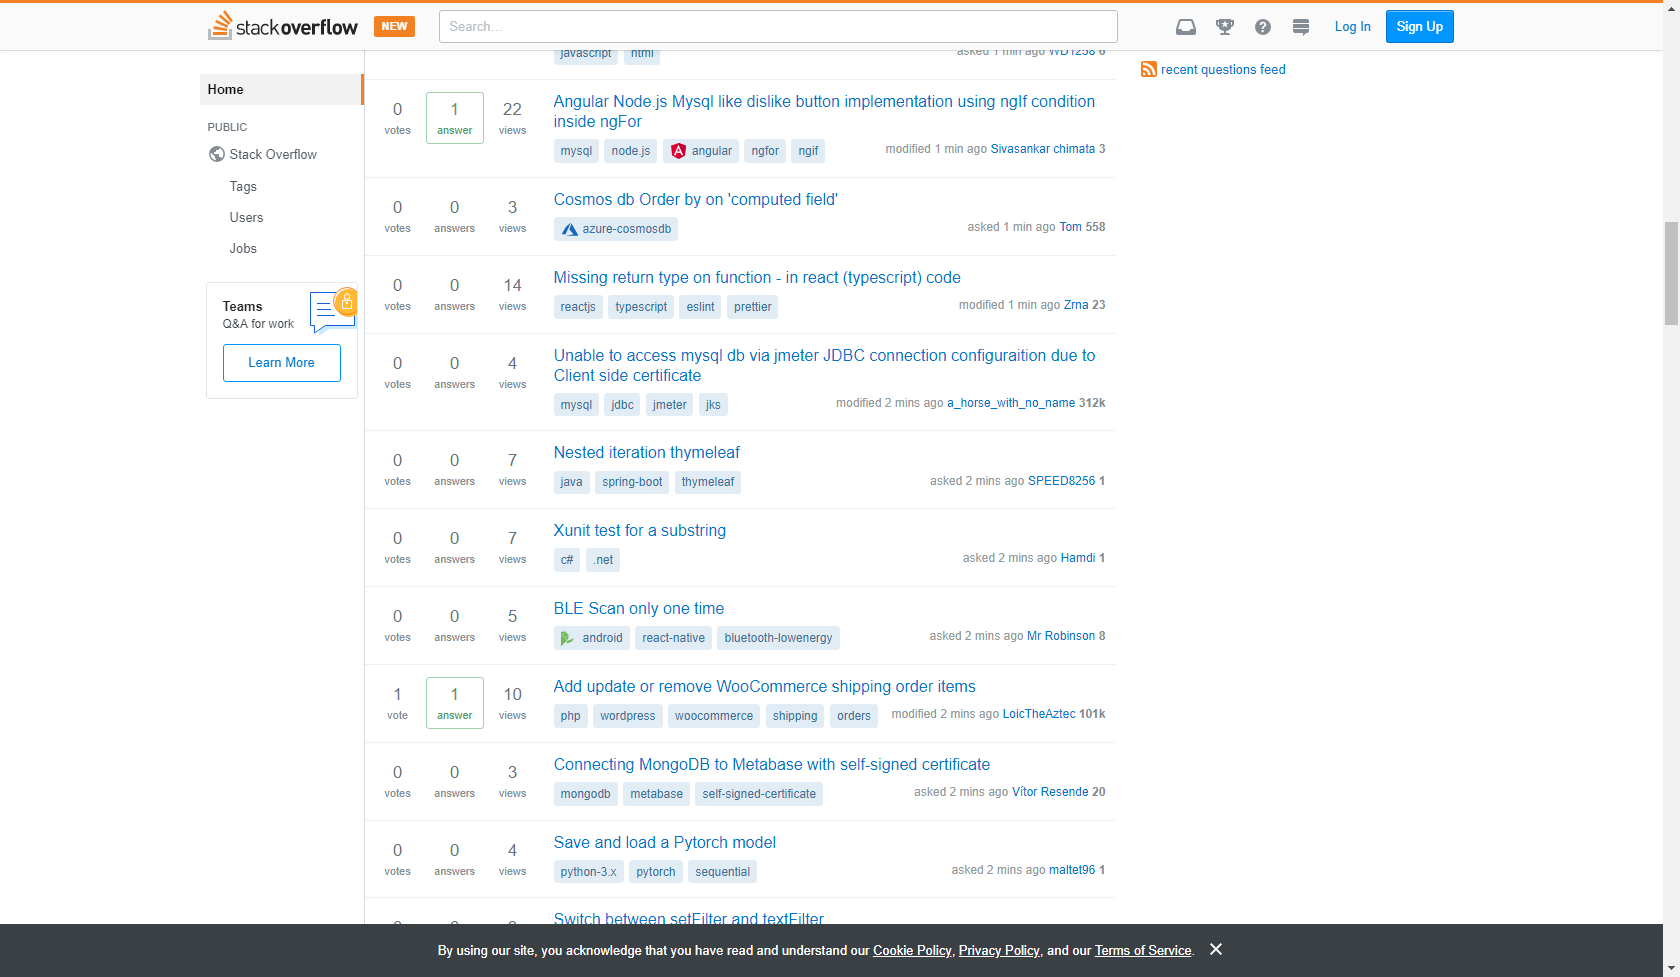 stackoverflow NEW Search... Log In Sign Up
Home
PUBLIC
Stack Overflow
Tags
Users
Jobs
Teams
Q&A for work
Learn More
javascript html
asked 1 min ago WD1258 6
0 votes 1 answer 22 views
Angular Node.js Mysql like dislike button implementation using ngIf condition
inside ngFor
mysql node.js angular ngfor ngif
modified 1 min ago Sivasankar chimata 3
0 votes 0 answers 3 views
Cosmos db Order by on 'computed field'
azure-cosmosdb
asked 1 min ago Tom 558
0 votes 0 answers 14 views
Missing return type on function - in react (typescript) code
reactjs typescript eslint prettier
modified 1 min ago Zrna 23
0 votes 0 answers 4 views
Unable to access mysql db via jmeter JDBC connection configuraition due to
Client side certificate
mysql jdbc jmeter jks
modified 2 mins ago a_horse_with_no_name 312k
0 votes 0 answers 7 views
Nested iteration thymeleaf
java spring-boot thymeleaf
asked 2 mins ago SPEED8256 1
0 votes 0 answers 7 views
Xunit test for a substring
c# .net
asked 2 mins ago Hamdi 1
0 votes 0 answers 5 views
BLE Scan only one time
android react-native bluetooth-lowenergy
asked 2 mins ago Mr Robinson 8
1 vote 1 answer 10 views
Add update or remove WooCommerce shipping order items
php wordpress woocommerce shipping orders
modified 2 mins ago LoicTheAztec 101k
0 votes 0 answers 3 views
Connecting MongoDB to Metabase with self-signed certificate
mongodb metabase self-signed-certificate
asked 2 mins ago Vítor Resende 20
0 votes 0 answers 4 views
Save and load a Pytorch model
python-3.x pytorch sequential
asked 2 mins ago maltet96 1
Switch between setFilter and textFilter
recent questions feed
By using our site, you acknowledge that you have read and understand our Cookie Policy, Privacy Policy, and our Terms of Service.